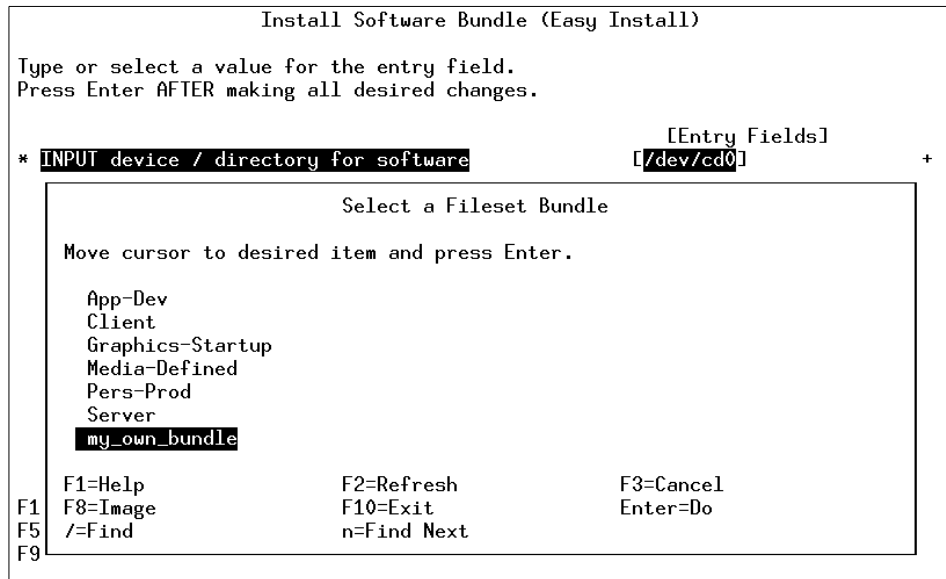 Install Software Bundle (Easy Install)
Type or select a value for the entry field.
Press Enter AFTER making all desired changes.
[Entry Fields]
* INPUT device / directory for software [/dev/cd0] +
Select a Fileset Bundle
Move cursor to desired item and press Enter.
App-Dev
Client
Graphics-Startup
Media-Defined
Pers-Prod
Server
my_own_bundle
F1=Help F2=Refresh F3=Cancel
F1 F8=Image F10=Exit Enter=Do
F5 /=Find n=Find Next
F9